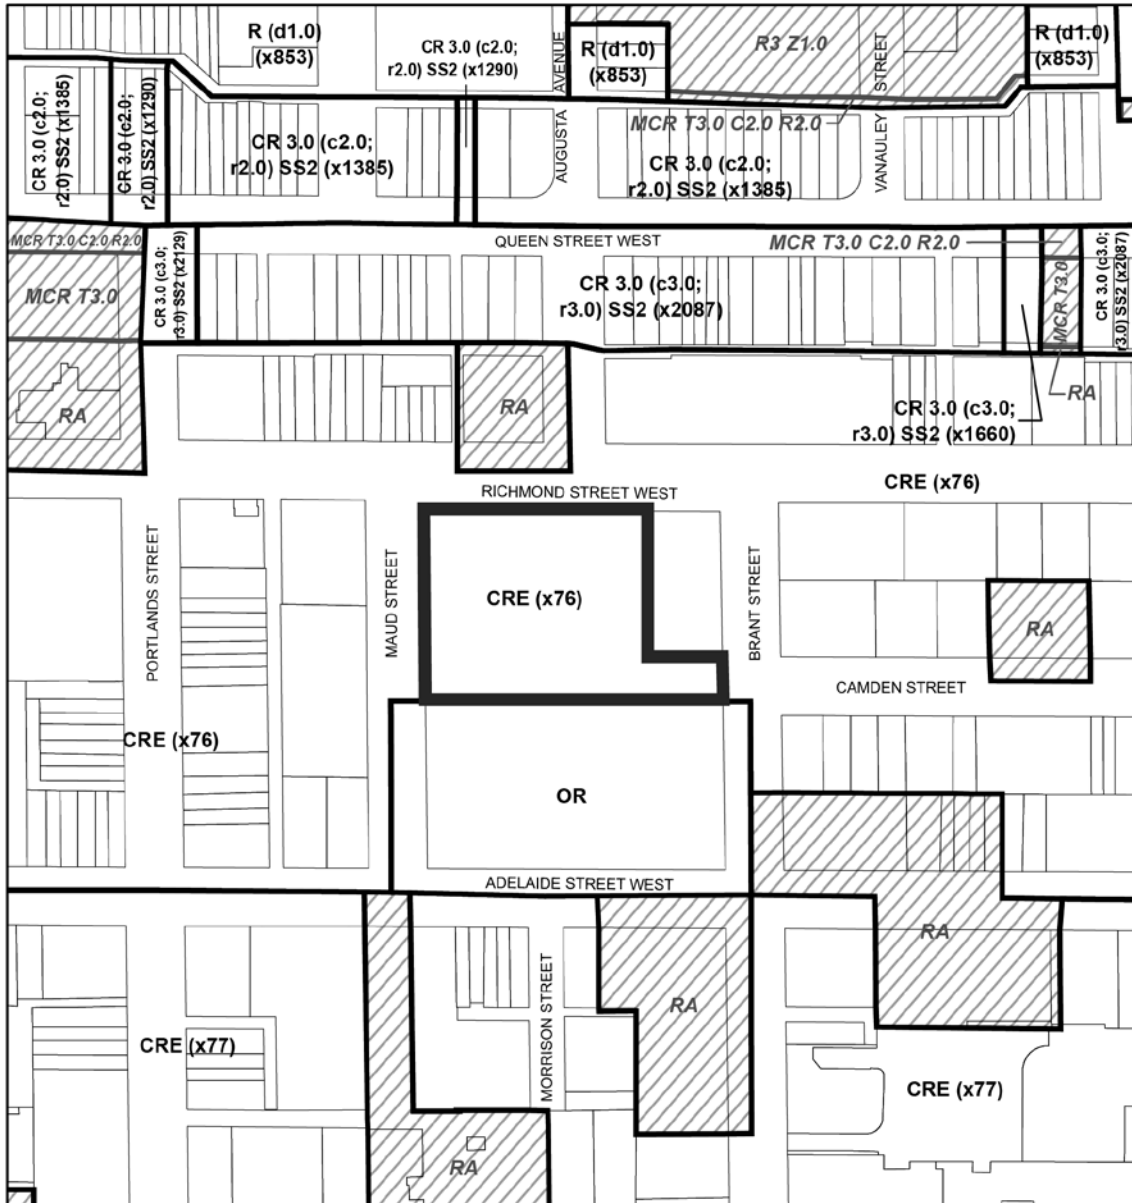 R (d1.0)
(x853)
CR 3.0 (c2.0;
r2.0) SS2 (x1290)
AVENUE
R (d1.0)
(x853)
R3 Z1.0
STREET
R (d1.0)
(x853)
CR 3.0 (c2.0;
r2.0) SS2 (x1385)
CR 3.0 (c2.0;
r2.0) SS2 (x1290)
CR 3.0 (c2.0;
r2.0) SS2 (x1385)
AUGUSTA
MCR T3.0 C2.0 R2.0
CR 3.0 (c2.0;
r2.0) SS2 (x1385)
VANAULEY
MCR T3.0 C2.0 R2.0
QUEEN STREET WEST
MCR T3.0 C2.0 R2.0
MCR T3.0
CR 3.0 (c3.0;
r3.0) SS2 (x2129)
CR 3.0 (c3.0;
r3.0) SS2 (x2087)
MCR T3.0
CR 3.0 (c3.0;
r3.0) SS2 (x2087)
RA
RA
RA
CR 3.0 (c3.0;
r3.0) SS2 (x1660)
RICHMOND STREET WEST
CRE (x76)
PORTLANDS STREET
MAUD STREET
CRE (x76)
BRANT STREET
RA
CAMDEN STREET
CRE (x76)
OR
ADELAIDE STREET WEST
RA
RA
MORRISON STREET
CRE (x77)
CRE (x77)
RA